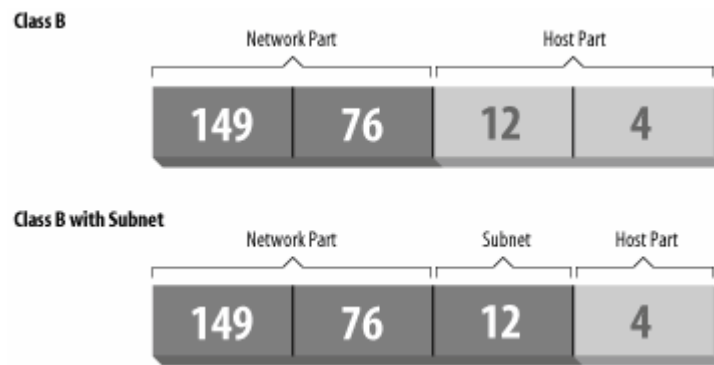 Class B
Network Part Host Part
149 76 12 4
Class B with Subnet
Network Part Subnet Host Part
149 76 12 4